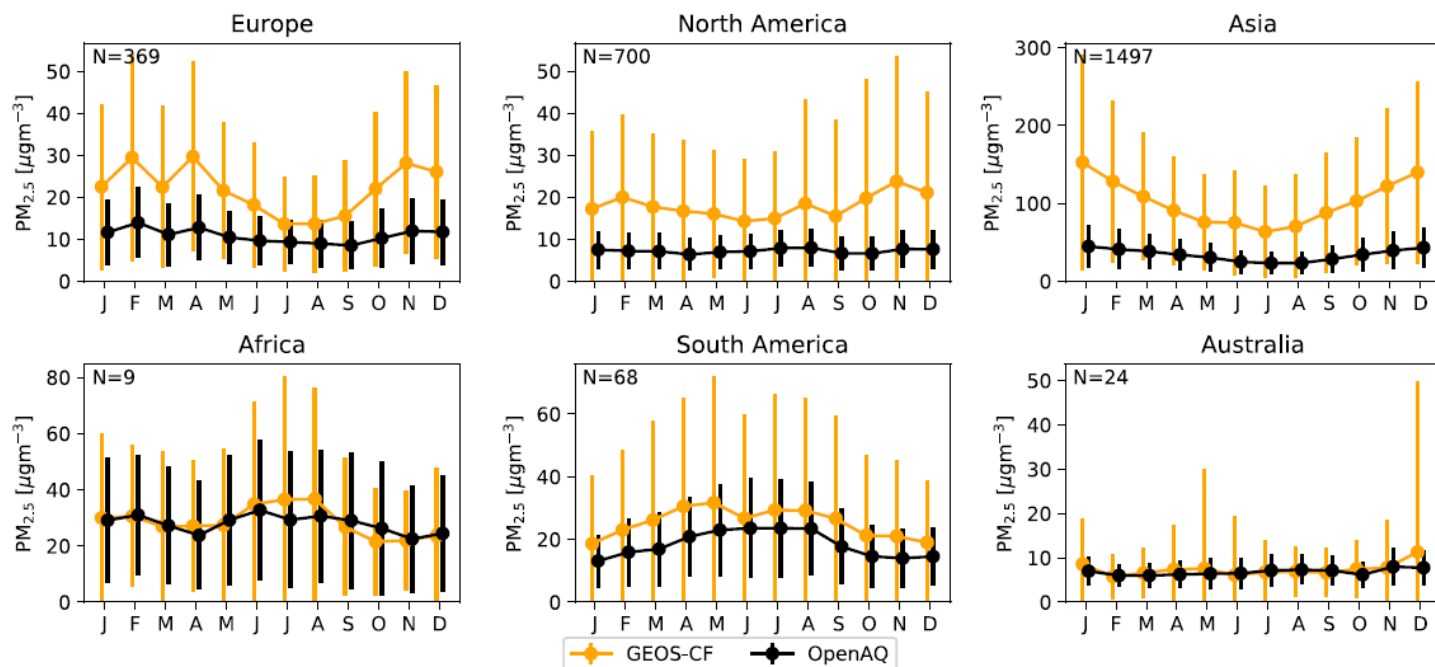 Europe
N=369
PM2.5 [μgm−3]
50
40
30
20
10
0
J F M A M J J A S O N D
North America
N=700
PM2.5 [μgm−3]
50
40
30
20
10
0
J F M A M J J A S O N D
Asia
N=1497
PM2.5 [μgm−3]
300
200
100
0
J F M A M J J A S O N D
Africa
N=9
PM2.5 [μgm−3]
80
60
40
20
0
J F M A M J J A S O N D
South America
N=68
PM2.5 [μgm−3]
60
40
20
0
J F M A M J J A S O N D
Australia
N=24
PM2.5 [μgm−3]
50
40
30
20
10
0
J F M A M J J A S O N D
GEOS-CF OpenAQ